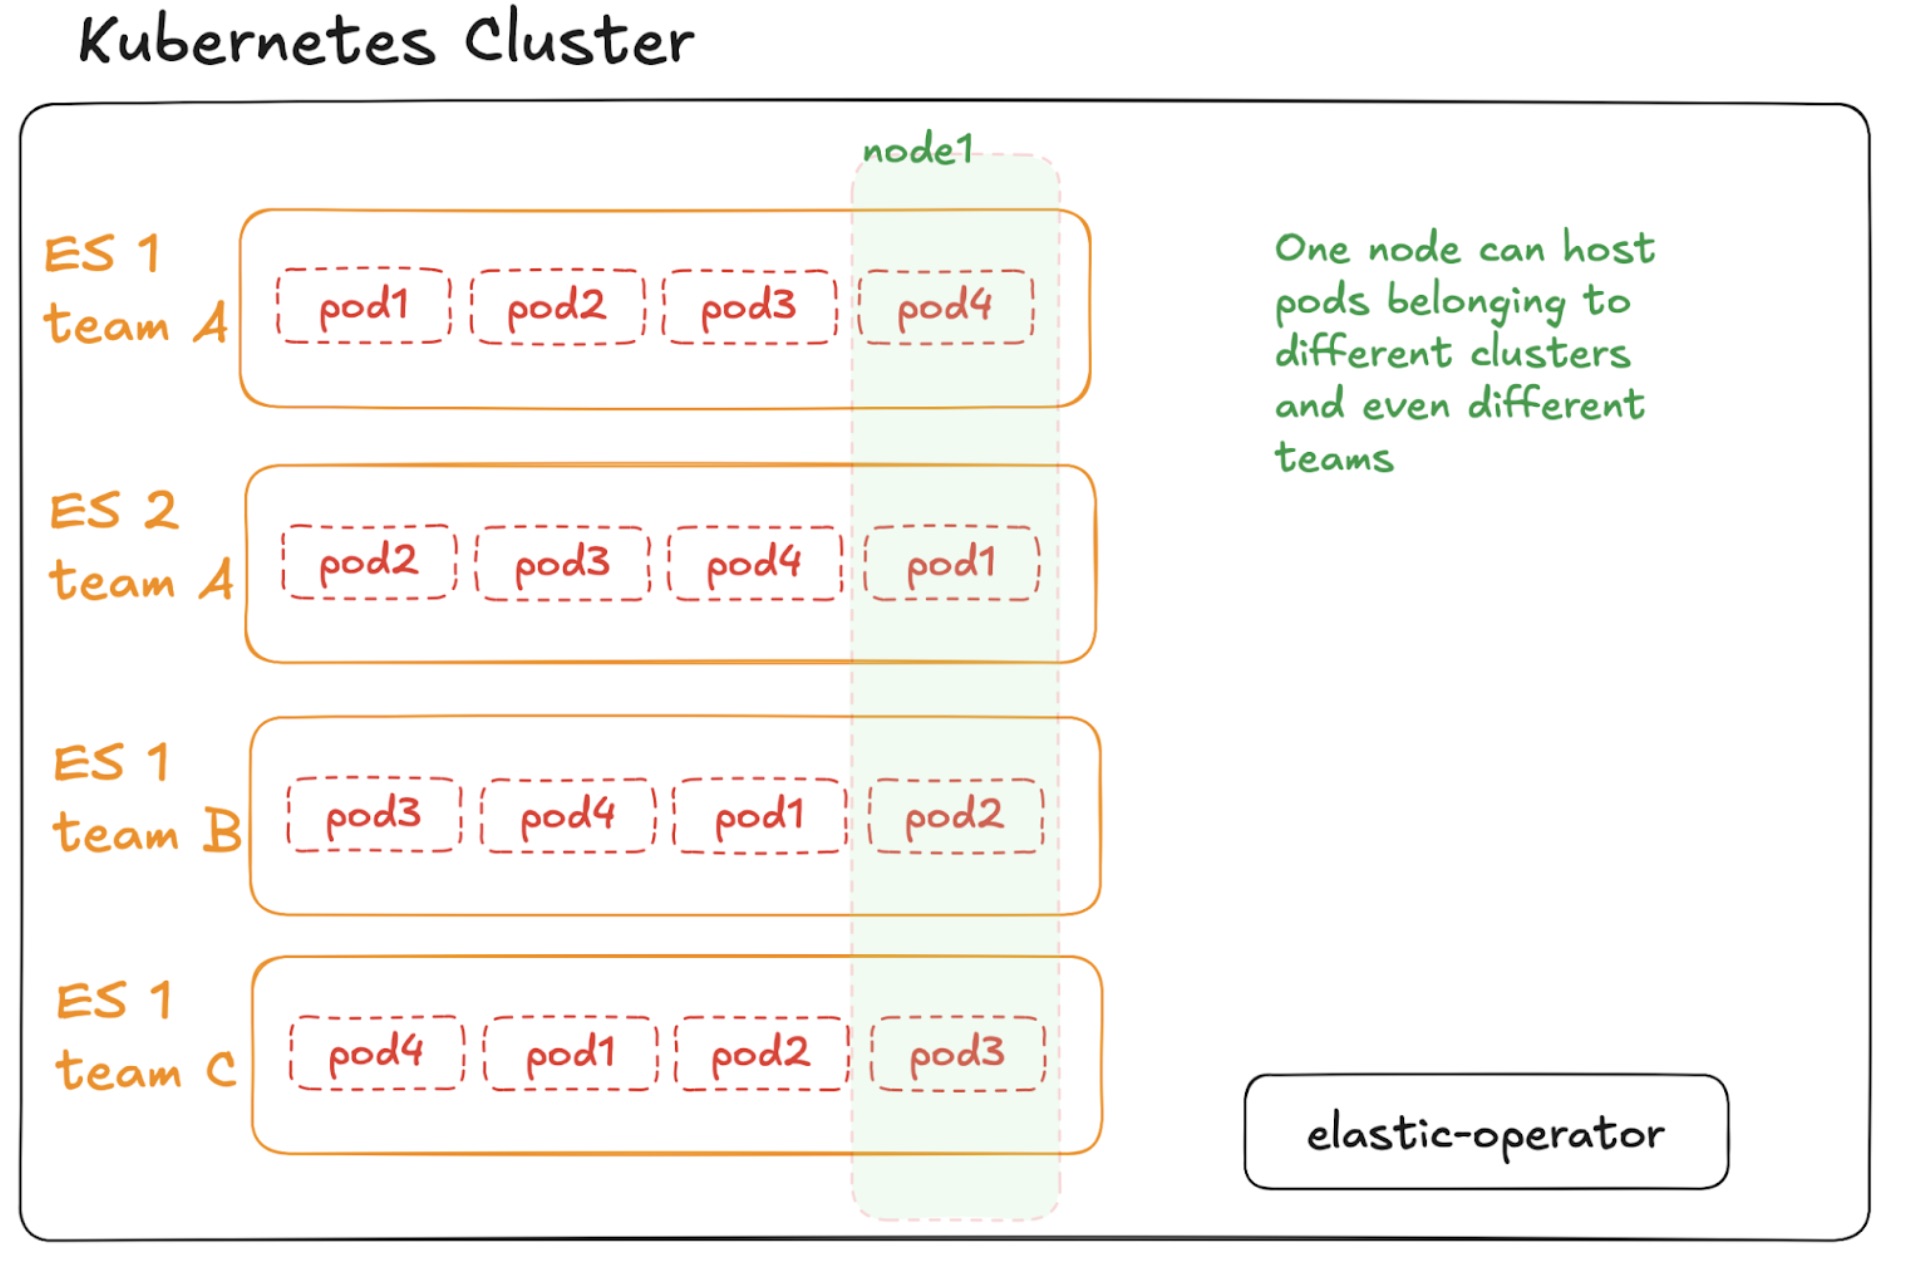 Kubernetes Cluster
node1
ES 1
team A
pod1 pod2 pod3 pod4
One node can host
pods belonging to
different clusters
and even different
teams
ES 2
team A
pod2 pod3 pod4 pod1
ES 1
team B
pod3 pod4 pod1 pod2
ES 1
team C
pod4 pod1 pod2 pod3
elastic-operator